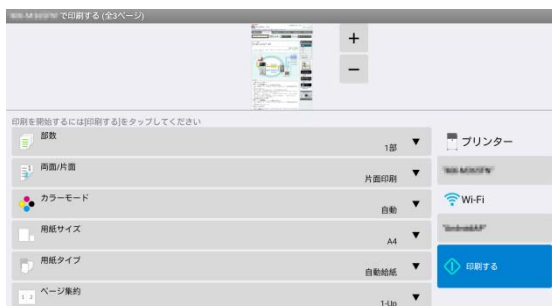 で印刷する (全3ページ)
+
−
印刷を開始するには[印刷する]をタップしてください
部数
1部
両面/片面
片面印刷
カラーモード
自動
用紙サイズ
A4
用紙タイプ
自動給紙
ページ集約
1-Up
プリンター
Wi-Fi
印刷する